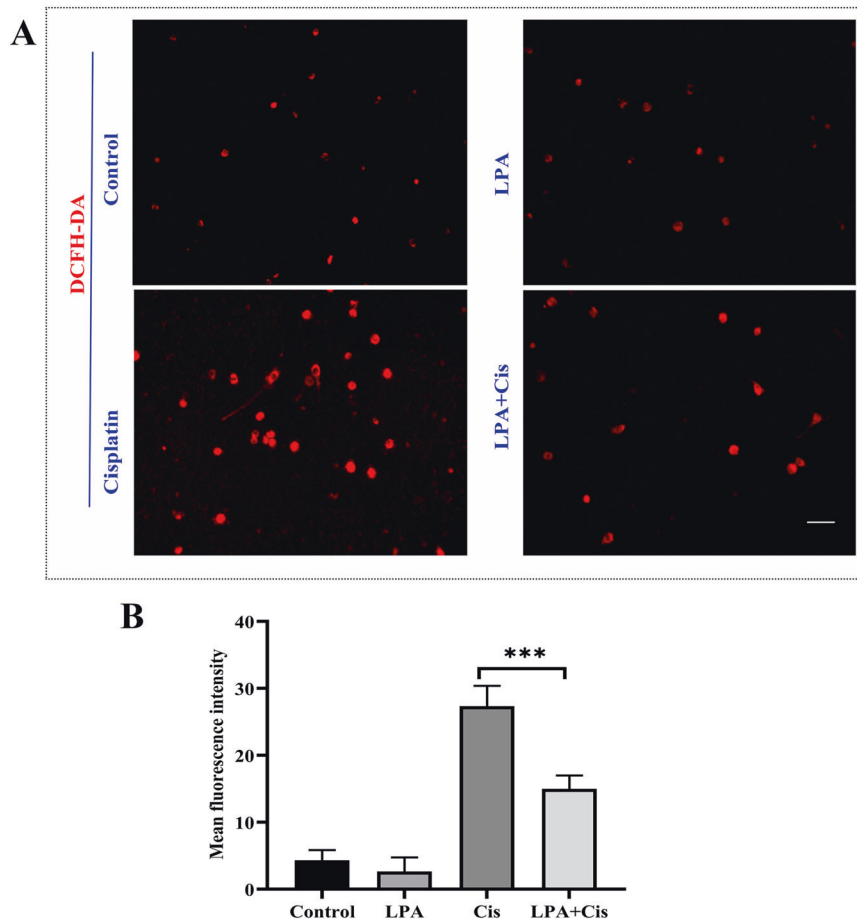 A
DCFH-DA
Control
LPA
Cisplatin
LPA+Cis
B
Mean fluorescence intensity
40
30
20
10
0
***
Control LPA Cis LPA+Cis